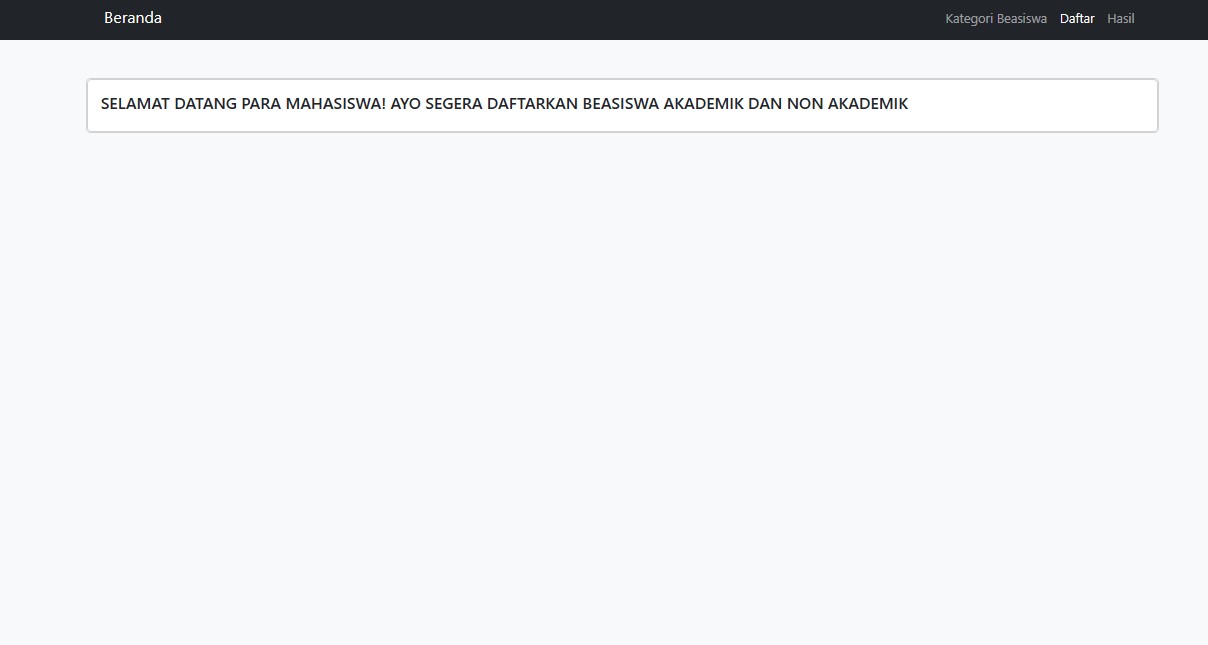 Beranda
Kategori Beasiswa Daftar Hasil
SELAMAT DATANG PARA MAHASISWA! AYO SEGERA DAFTARKAN BEASISWA AKADEMIK DAN NON AKADEMIK